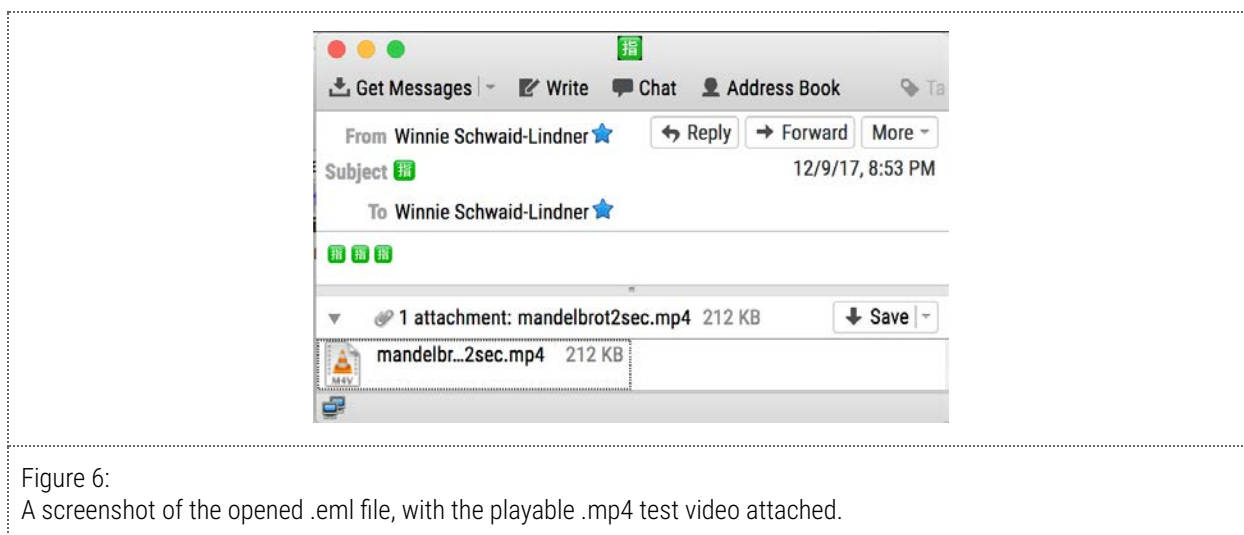 🈯
Get Messages Write Chat Address Book Ta
From Winnie Schwaid-Lindner Reply Forward More
Subject 🈯 12/9/17, 8:53 PM
To Winnie Schwaid-Lindner
🈯🈯🈯
1 attachment: mandelbrot2sec.mp4 212 KB Save
mandelbr...2sec.mp4 212 KB
M4V
Figure 6:
A screenshot of the opened .eml file, with the playable .mp4 test video attached.